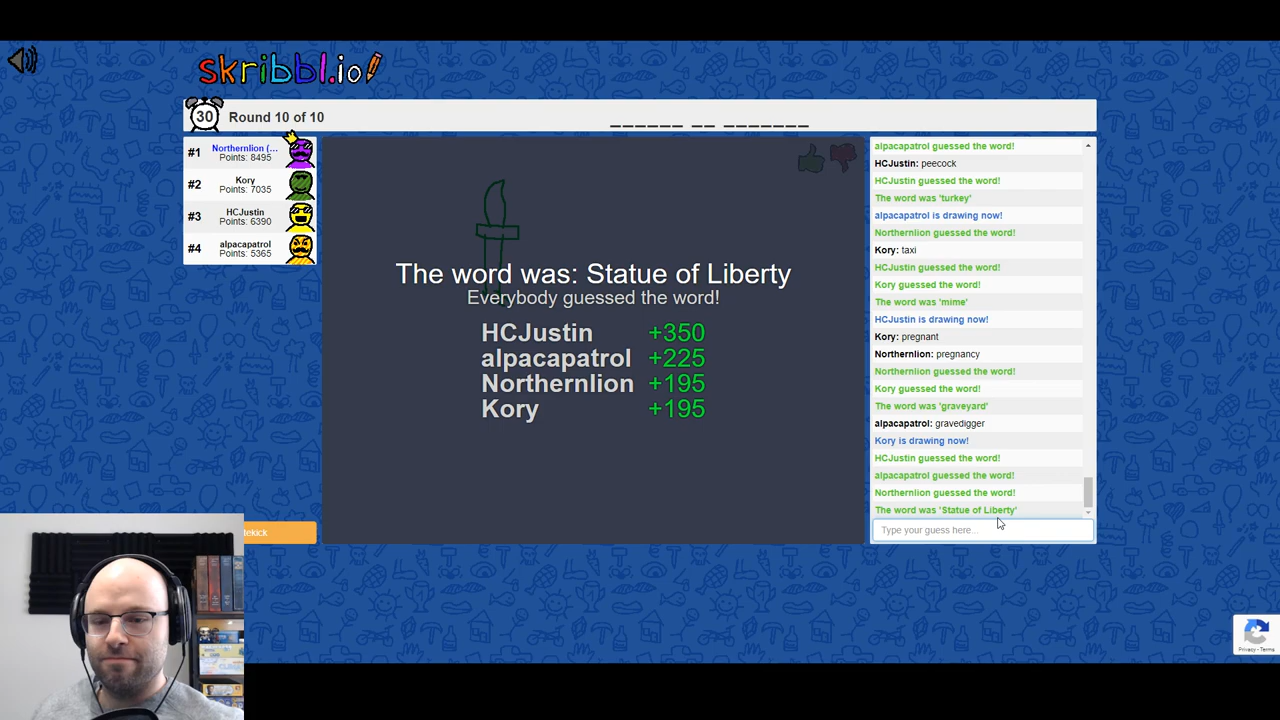 skribbl.io
30
Round 10 of 10
______ __ _______
#1
Northernlion (...
Points: 8495
#2
Kory
Points: 7035
#3
HCJustin
Points: 6390
#4
alpacapatrol
Points: 5365
The word was: Statue of Liberty
Everybody guessed the word!
HCJustin +350
alpacapatrol +225
Northernlion +195
Kory +195
alpacapatrol guessed the word!
HCJustin: peecock
HCJustin guessed the word!
The word was 'turkey'
alpacapatrol is drawing now!
Northernlion guessed the word!
Kory: taxi
HCJustin guessed the word!
Kory guessed the word!
The word was 'mime'
HCJustin is drawing now!
Kory: pregnant
Northernlion: pregnancy
Northernlion guessed the word!
Kory guessed the word!
The word was 'graveyard'
alpacapatrol: gravedigger
Kory is drawing now!
HCJustin guessed the word!
alpacapatrol guessed the word!
Northernlion guessed the word!
The word was 'Statue of Liberty'
Type your guess here...
Privacy - Terms